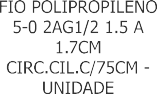 FIO POLIPROPILENO
5-0 2AG1/2 1.5 A
1.7CM
CIRC.CIL.C/75CM -
UNIDADE